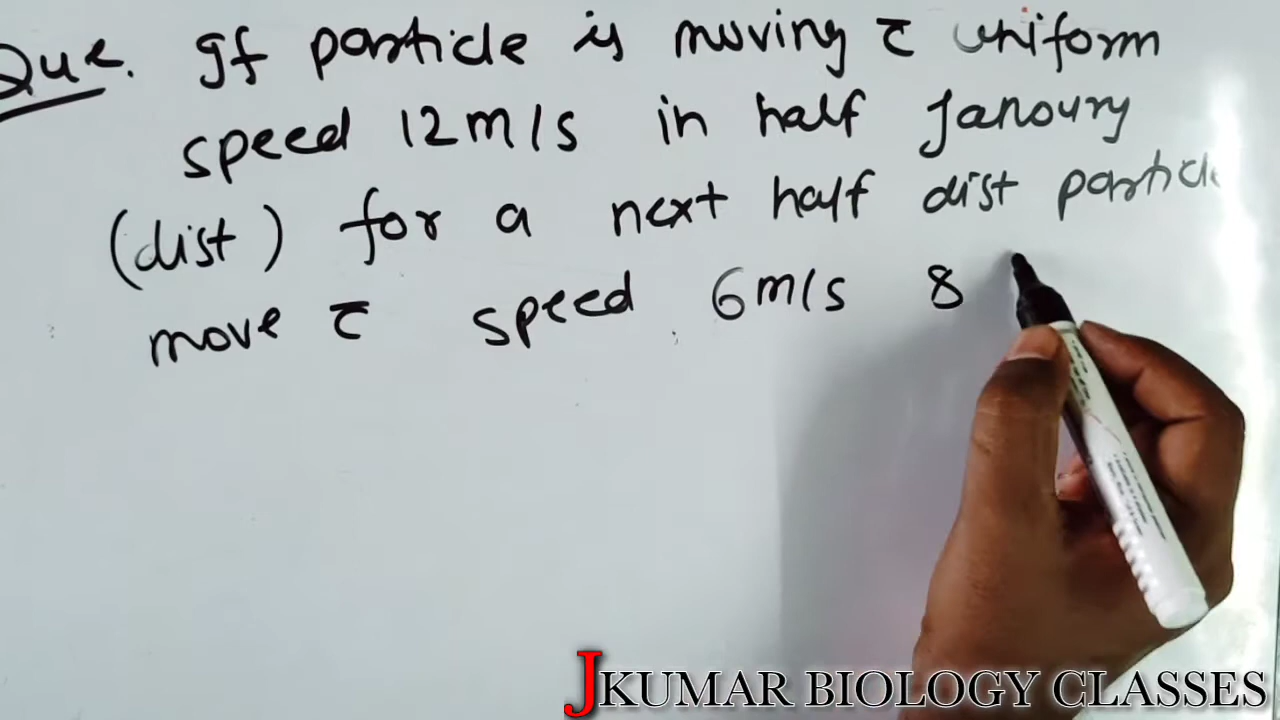 Que. If particle is moving c̄ uniform
speed 12m/s in half Janoury
(dist) for a next half dist particle
move c̄ speed 6m/s 8
JKUMAR BIOLOGY CLASSES